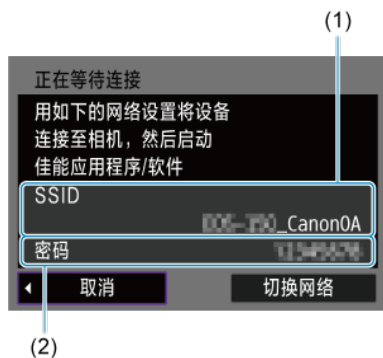 (1)
正在等待连接
用如下的网络设置将设备
连接至相机，然后启动
佳能应用程序/软件
SSID
_Canon0A
密码
取消 切换网络
(2)